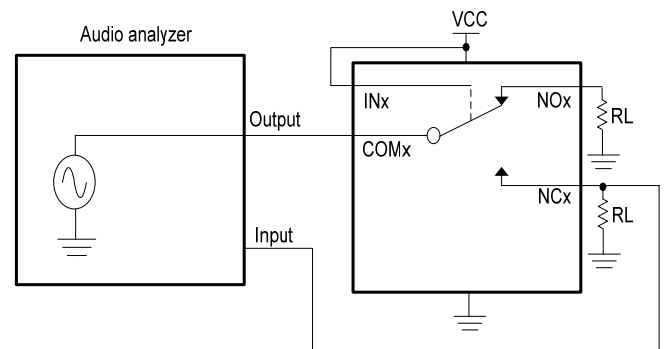 VCC
Audio analyzer
INx
NOx
Output
RL
COMx
NCx
RL
Input